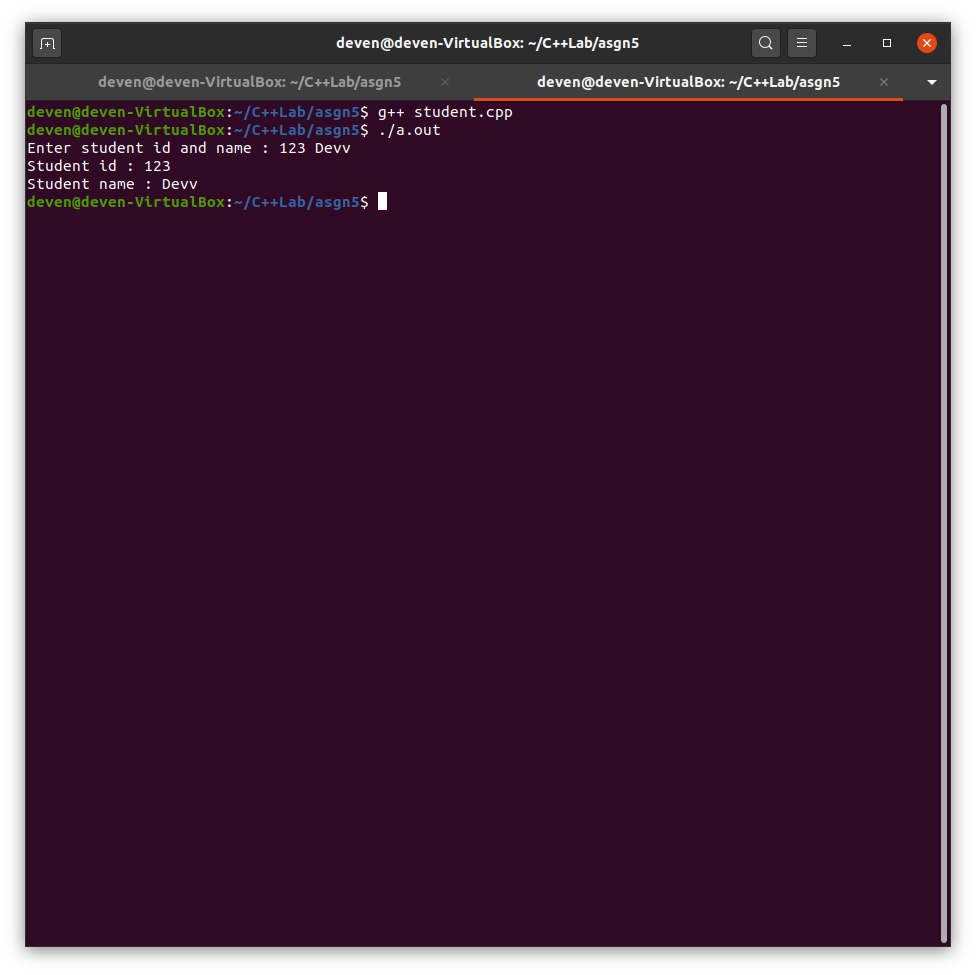 deven@deven-VirtualBox: ~/C++Lab/asgn5
deven@deven-VirtualBox: ~/C++Lab/asgn5 deven@deven-VirtualBox: ~/C++Lab/asgn5
deven@deven-VirtualBox:~/C++Lab/asgn5$ g++ student.cpp
deven@deven-VirtualBox:~/C++Lab/asgn5$ ./a.out
Enter student id and name : 123 Devv
Student id : 123
Student name : Devv
deven@deven-VirtualBox:~/C++Lab/asgn5$